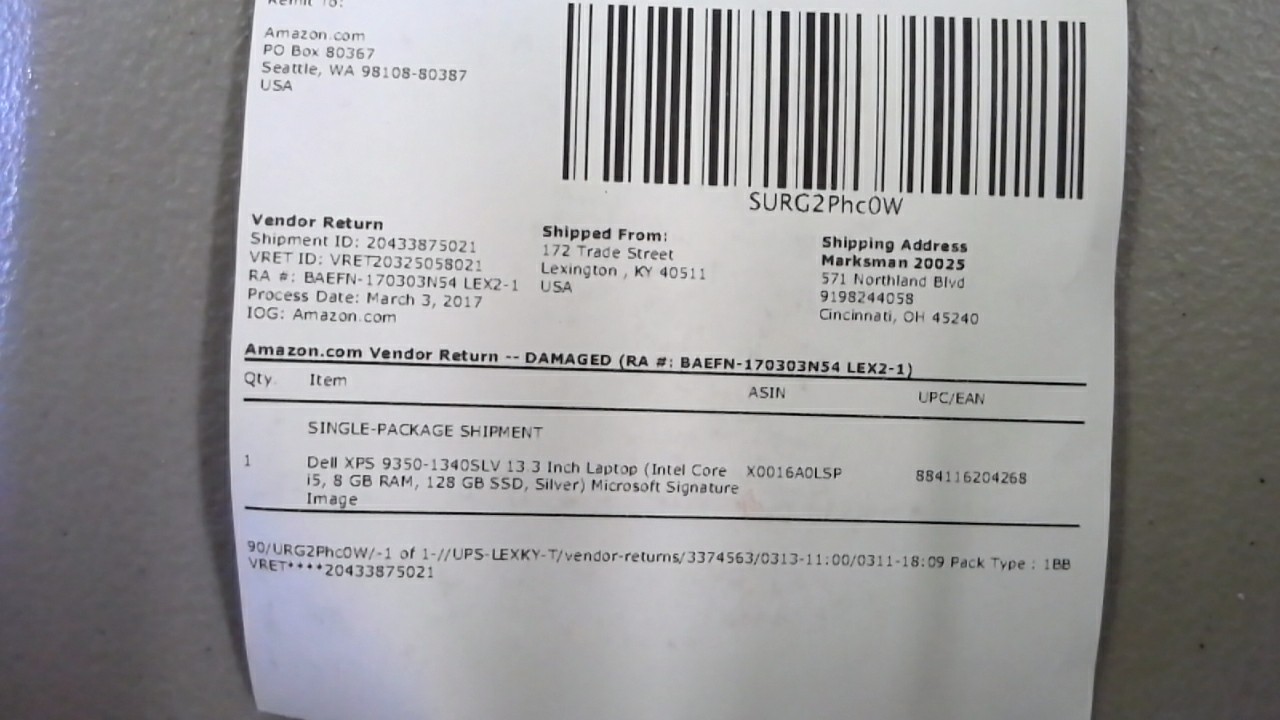 Remit To:
Amazon.com
PO Box 80367
Seattle, WA 98108-80387
USA
SURG2Phc0W
Vendor Return
Shipment ID: 20433875021
VRET ID: VRET20325058021
RA #: BAEFN-170303N54 LEX2-1
Process Date: March 3, 2017
IOG: Amazon.com
Shipped From:
172 Trade Street
Lexington , KY 40511
USA
Shipping Address
Marksman 20025
571 Northland Blvd
9198244058
Cincinnati, OH 45240
Amazon.com Vendor Return -- DAMAGED (RA #: BAEFN-170303N54 LEX2-1)
Qty. Item ASIN UPC/EAN
SINGLE-PACKAGE SHIPMENT
1 Dell XPS 9350-1340SLV 13.3 Inch Laptop (Intel Core X0016A0LSP 884116204268
i5, 8 GB RAM, 128 GB SSD, Silver) Microsoft Signature
Image
90/URG2Phc0W/-1 of 1-//UPS-LEXKY-T/vendor-returns/3374563/0313-11:00/0311-18:09 Pack Type : 1BB
VRET****20433875021